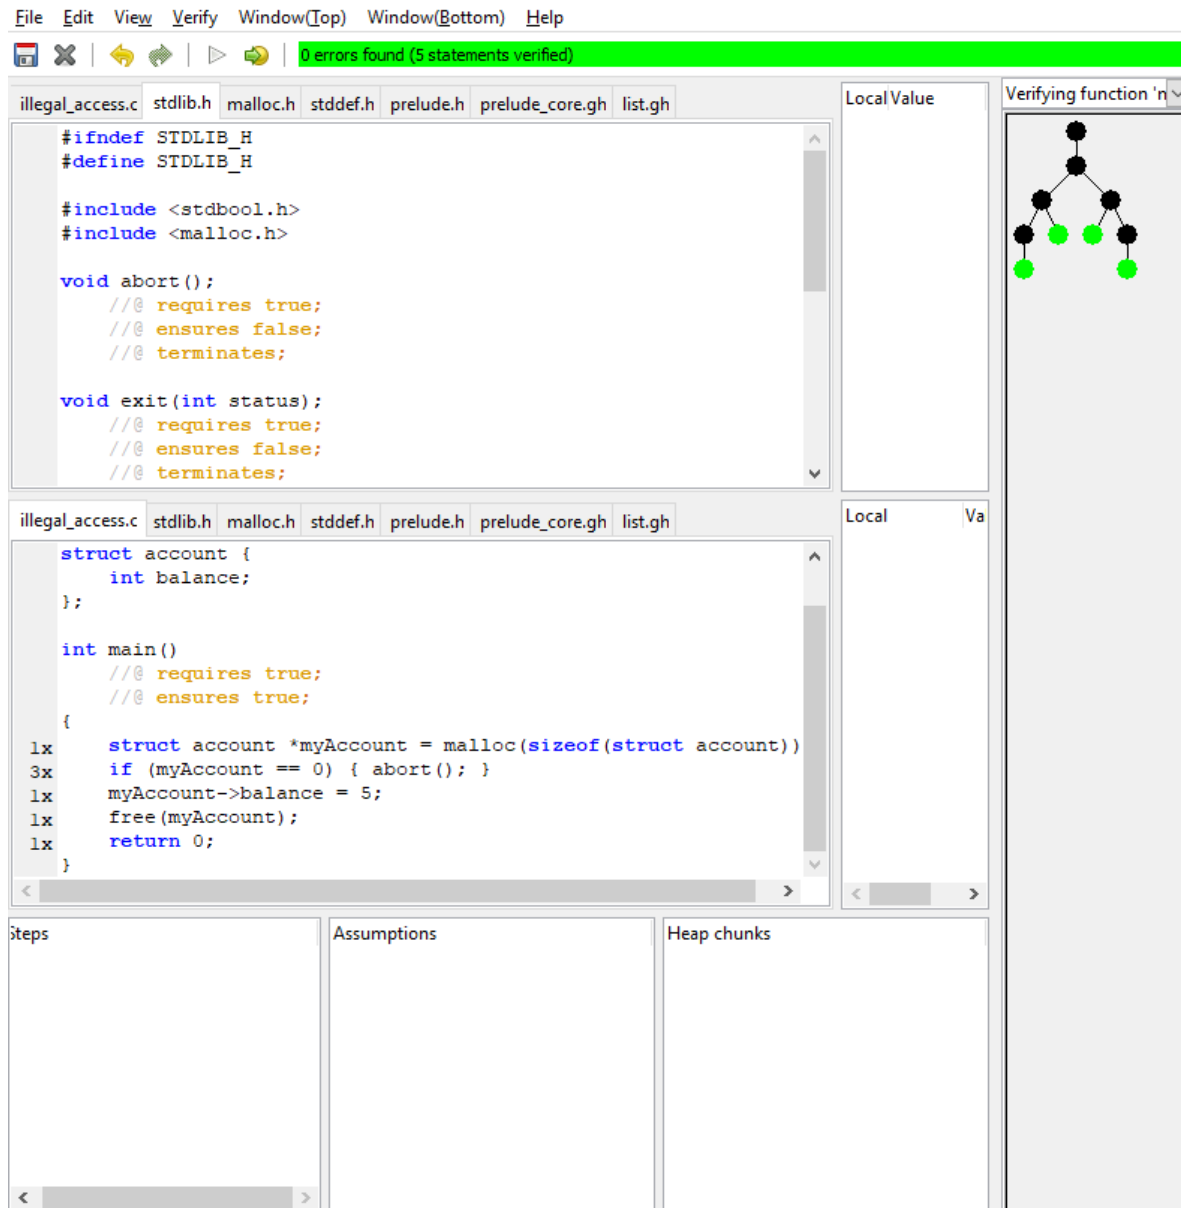 File Edit View Verify Window(Top) Window(Bottom) Help
0 errors found (5 statements verified)
illegal_access.c stdlib.h malloc.h stddef.h prelude.h prelude_core.gh list.gh
Local Value
Verifying function 'n
#ifndef STDLIB_H
#define STDLIB_H
#include <stdbool.h>
#include <malloc.h>
void abort();
//@ requires true;
//@ ensures false;
//@ terminates;
void exit(int status);
//@ requires true;
//@ ensures false;
//@ terminates;
illegal_access.c stdlib.h malloc.h stddef.h prelude.h prelude_core.gh list.gh
Local Va
struct account {
int balance;
};
int main()
//@ requires true;
//@ ensures true;
{
1x struct account *myAccount = malloc(sizeof(struct account))
3x if (myAccount == 0) { abort(); }
1x myAccount->balance = 5;
1x free(myAccount);
1x return 0;
}
Steps
Assumptions
Heap chunks